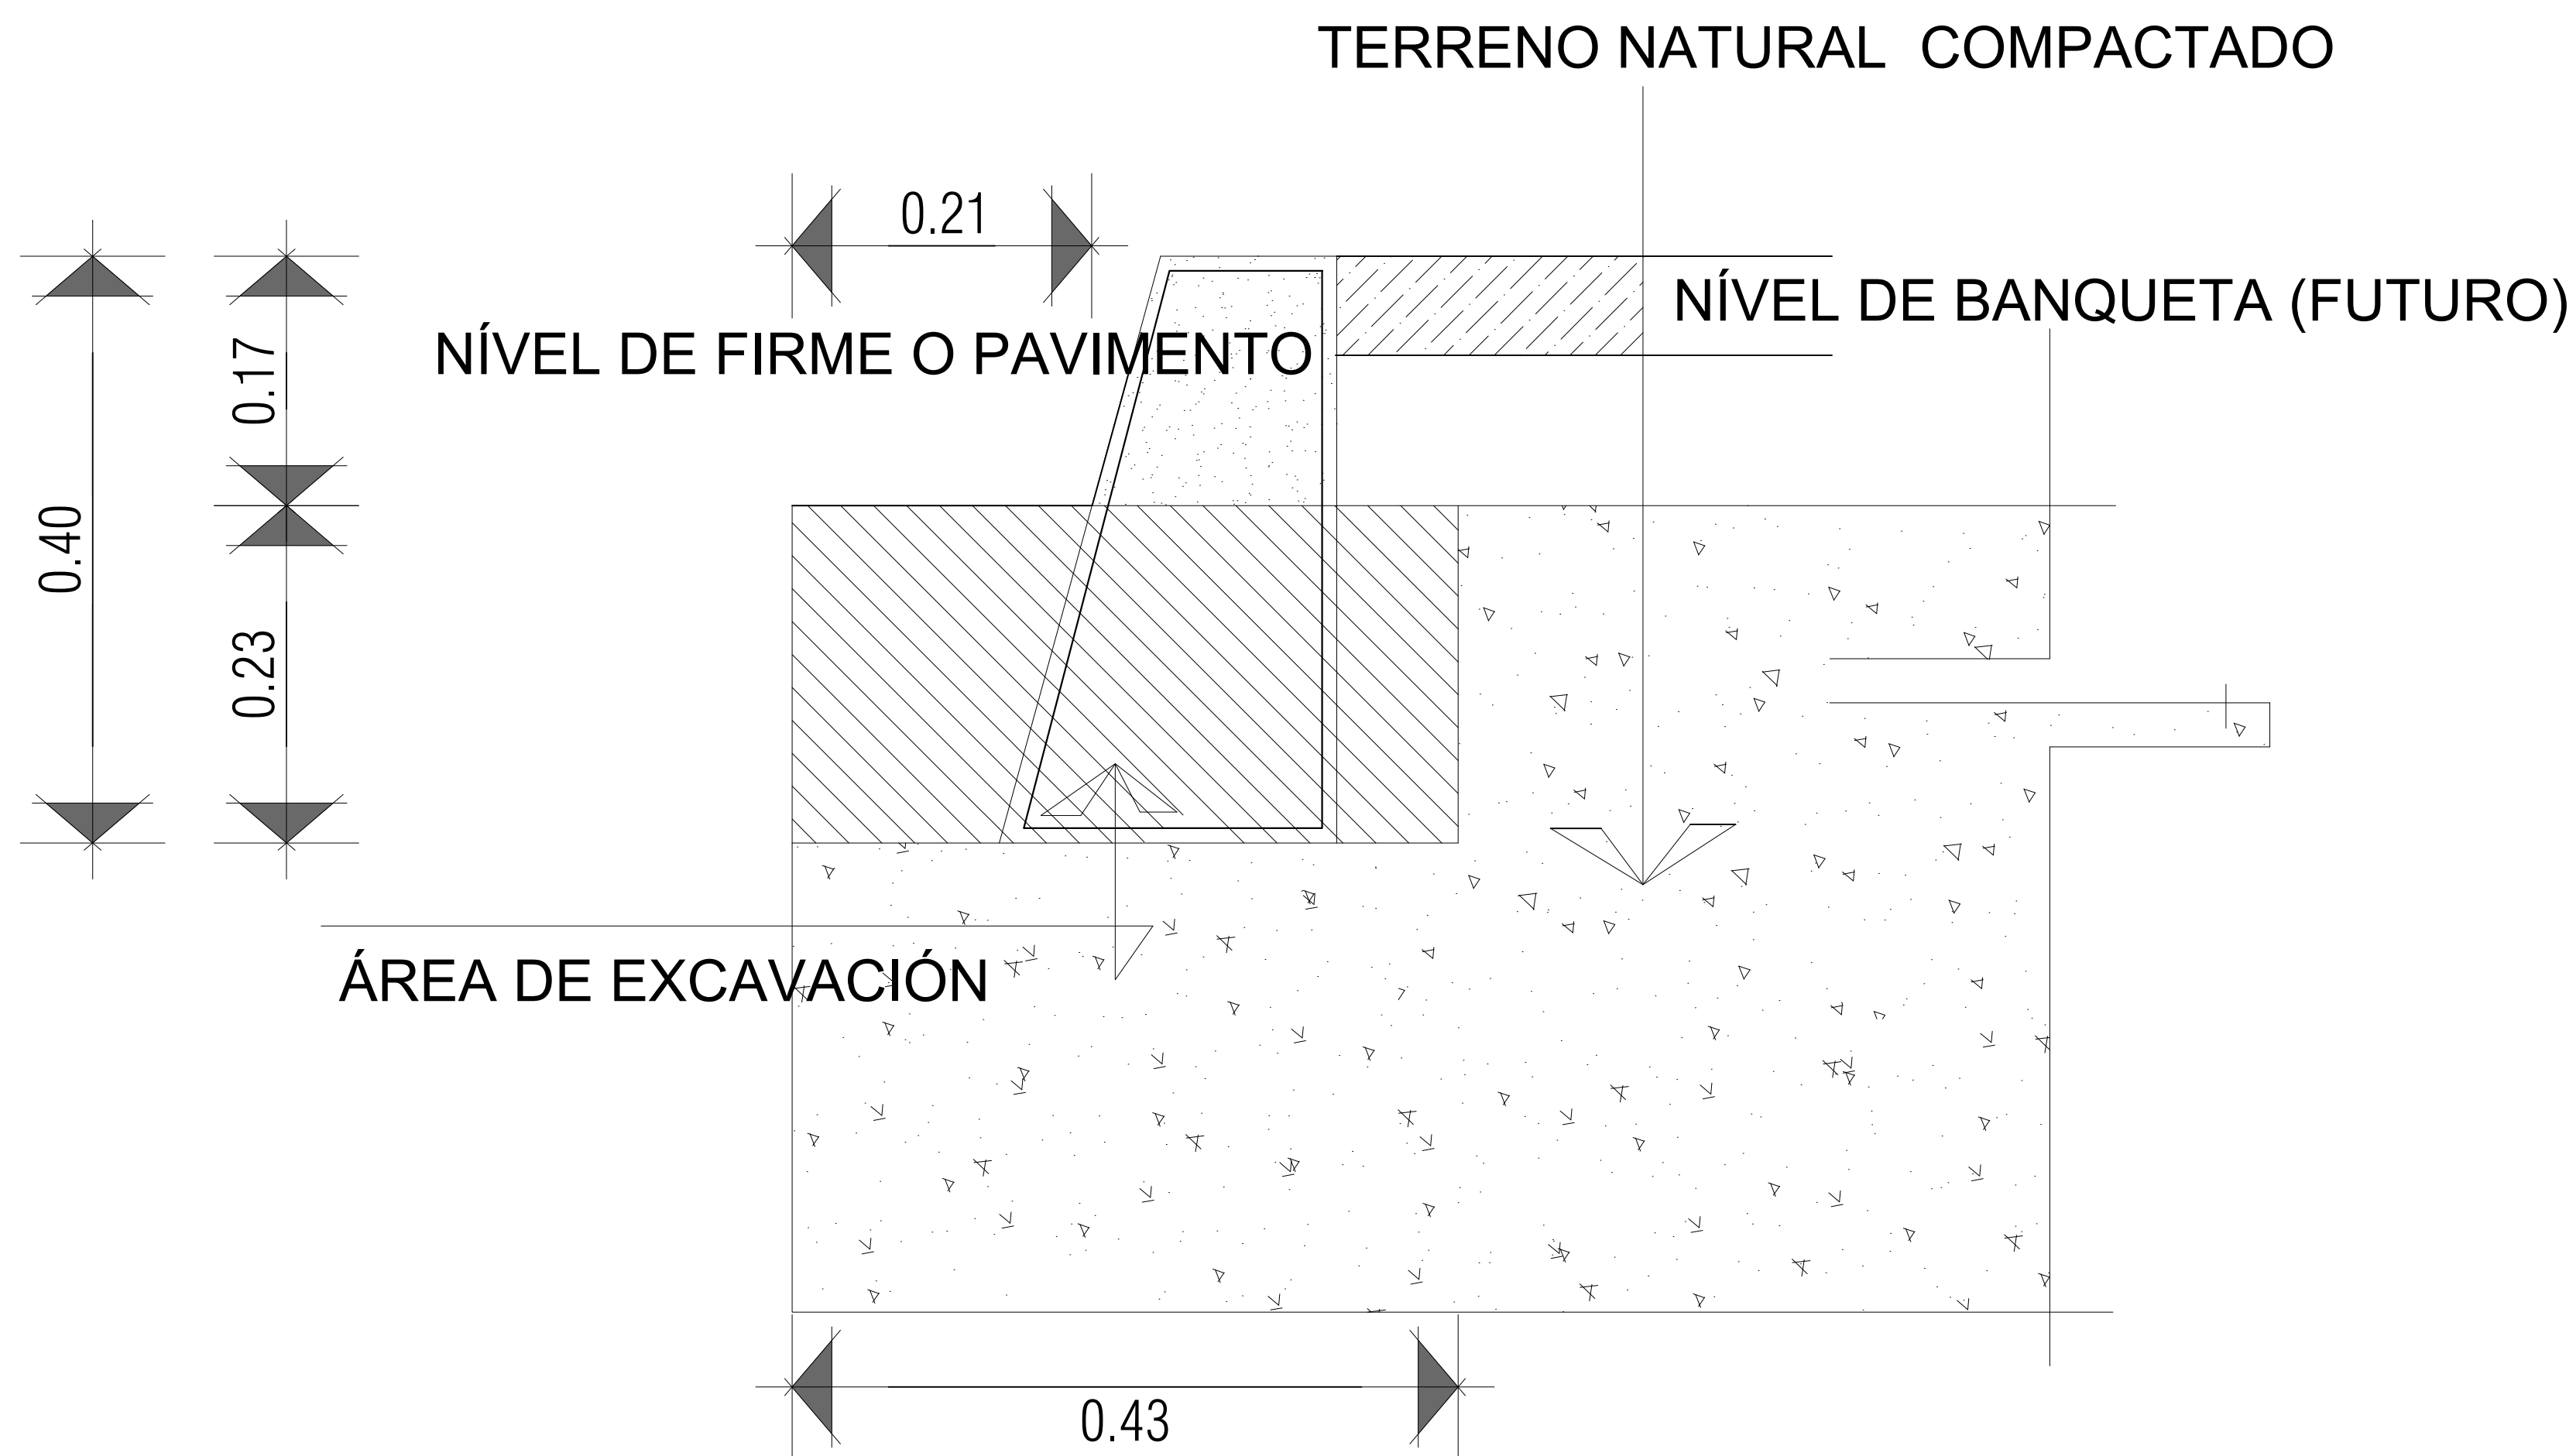 TERRENO NATURAL COMPACTADO
0.21
NÍVEL DE BANQUETA (FUTURO)
NÍVEL DE FIRME O PAVIMENTO
0.17
0.40
0.23
ÁREA DE EXCAVACIÓN
0.43